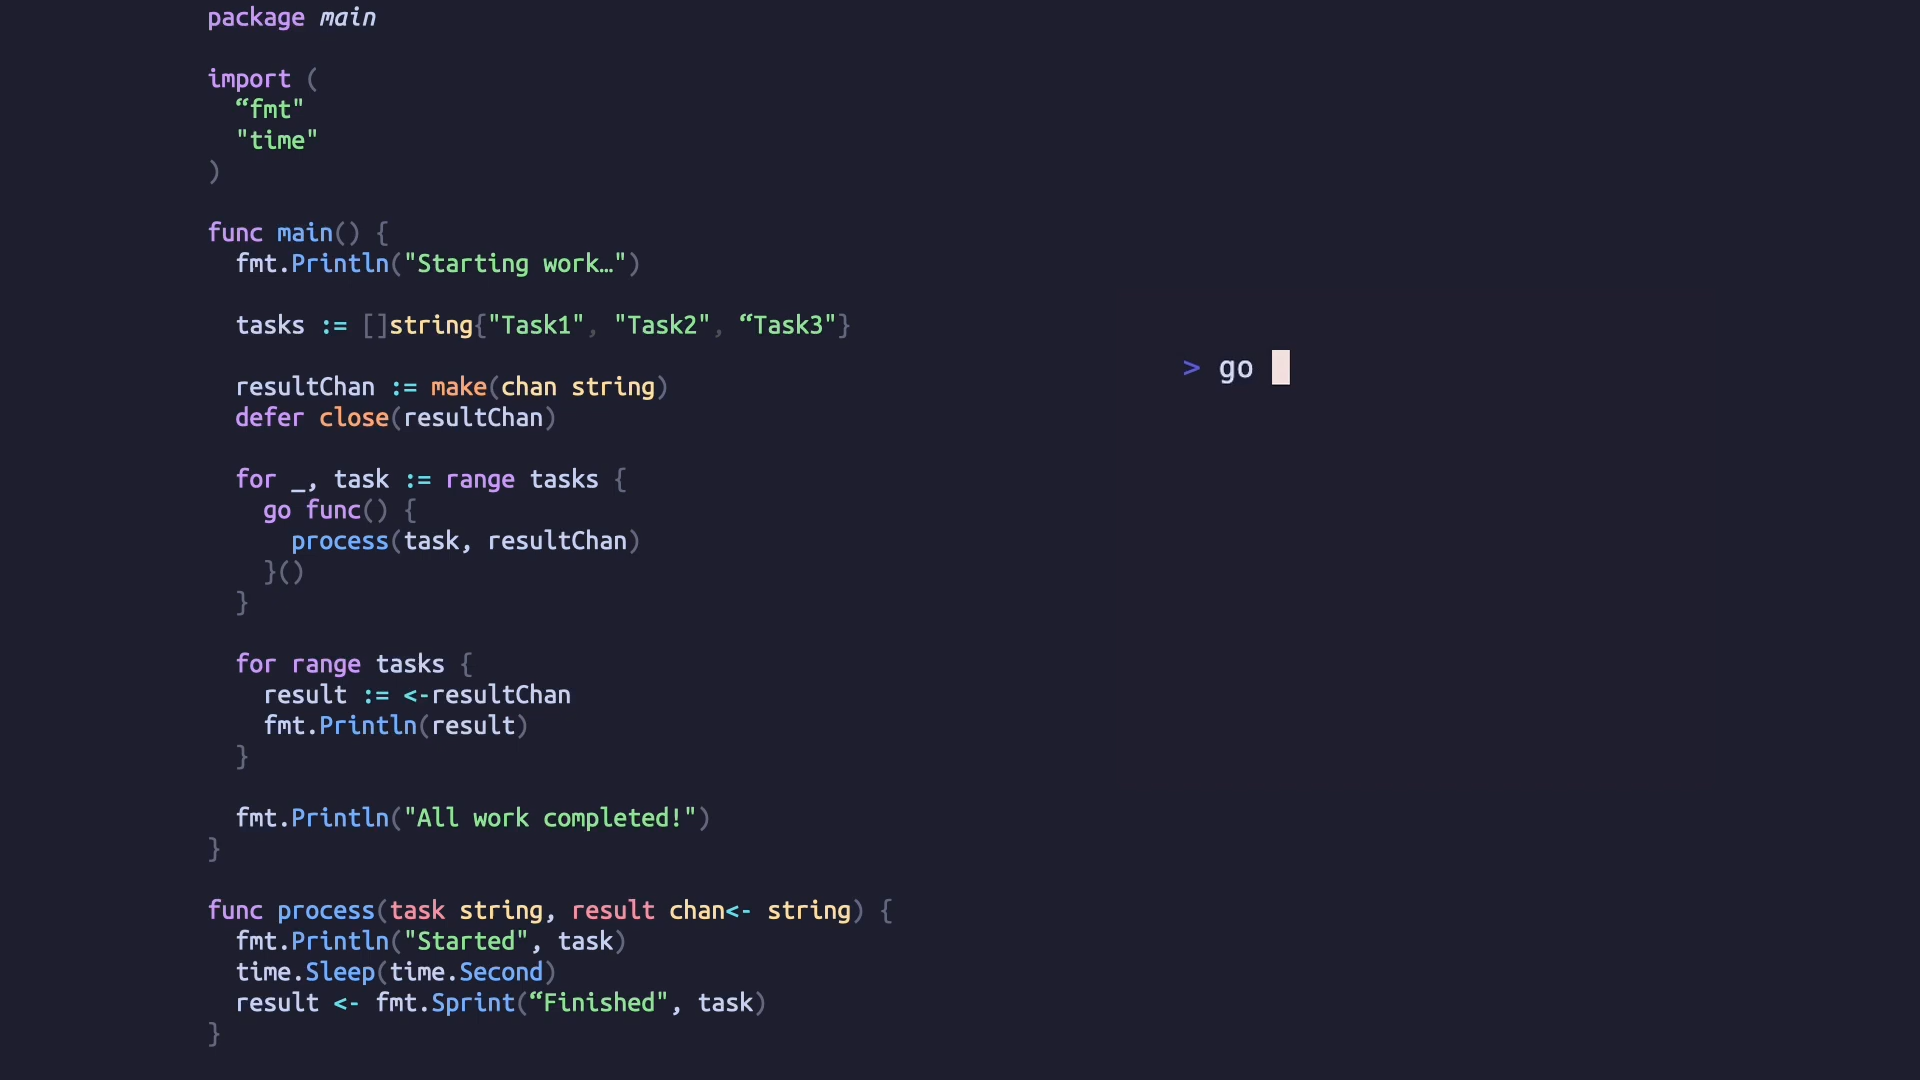 package main
import (
“fmt"
"time"
)
func main() {
fmt.Println("Starting work…")
tasks := []string{"Task1", "Task2", “Task3"}
resultChan := make(chan string)
defer close(resultChan)
for _, task := range tasks {
go func() {
process(task, resultChan)
}()
}
for range tasks {
result := <-resultChan
fmt.Println(result)
}
fmt.Println("All work completed!")
}
func process(task string, result chan<- string) {
fmt.Println("Started", task)
time.Sleep(time.Second)
result <- fmt.Sprint(“Finished", task)
}
> go